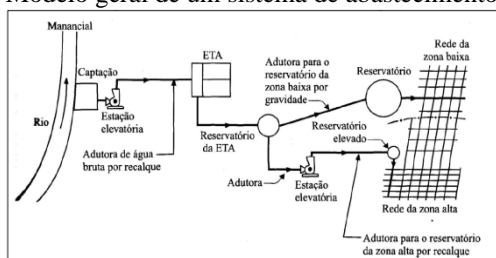 Modelo geral de um sistema de abastecimento
Manancial
Captação
Rio
Estação
elevatória
Adutora de água
bruta por recalque
ETA
Reservatório
da ETA
Adutora para o
reservatório
da zona baixa por
gravidade
Reservatório
Rede da
zona baixa
Reservatório
elevado
Adutora
Estação
elevatória
Rede da zona alta
Adutora para o reservatório
da zona alta por recalque